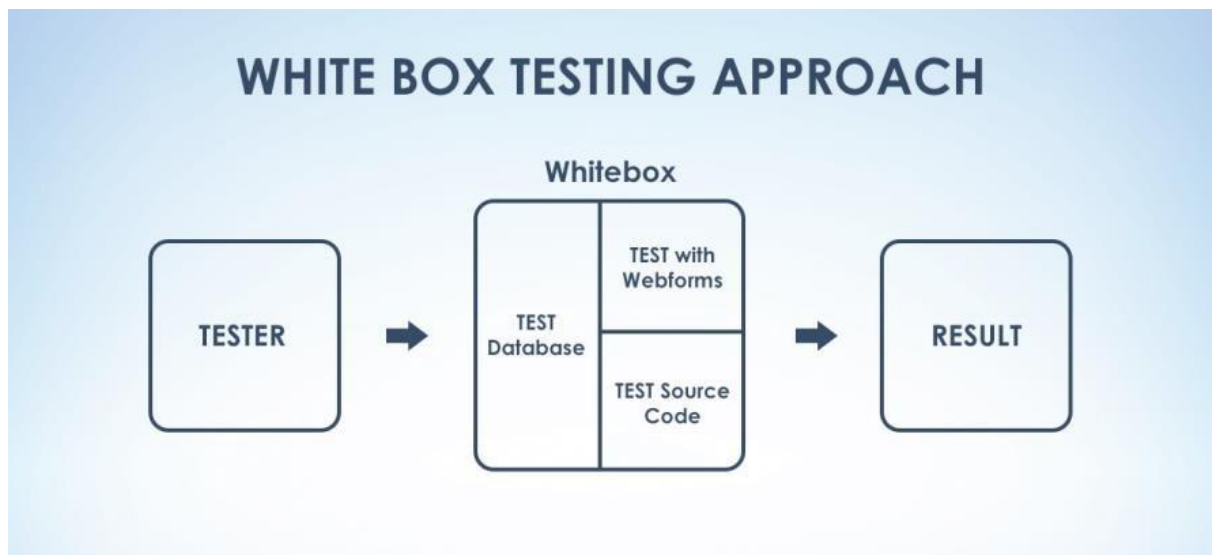 WHITE BOX TESTING APPROACH
Whitebox
TESTER
TEST
Database
TEST with
Webforms
TEST Source
Code
RESULT